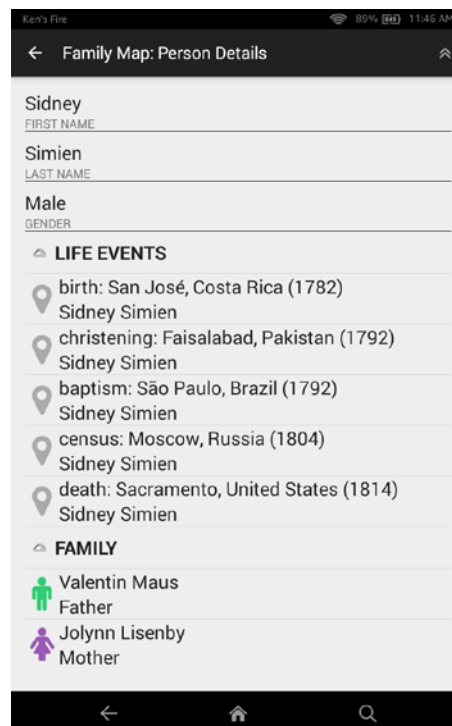 Ken's Fire 89% 11:46 AM
Family Map: Person Details
Sidney
FIRST NAME
Simien
LAST NAME
Male
GENDER
LIFE EVENTS
birth: San José, Costa Rica (1782)
Sidney Simien
christening: Faisalabad, Pakistan (1792)
Sidney Simien
baptism: São Paulo, Brazil (1792)
Sidney Simien
census: Moscow, Russia (1804)
Sidney Simien
death: Sacramento, United States (1814)
Sidney Simien
FAMILY
Valentin Maus
Father
Jolynn Lisenby
Mother